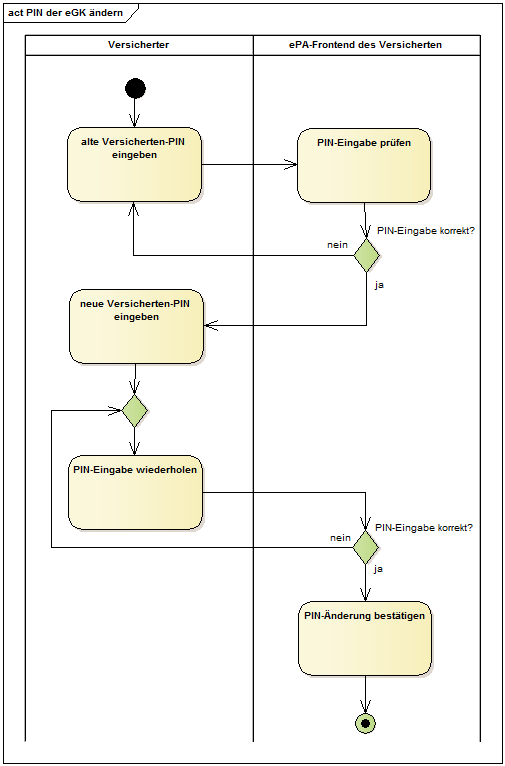 act PIN der eGK ändern
Versicherter
ePA-Frontend des Versicherten
alte Versicherten-PIN
eingeben
PIN-Eingabe prüfen
PIN-Eingabe korrekt?
nein
ja
neue Versicherten-PIN
eingeben
PIN-Eingabe wiederholen
PIN-Eingabe korrekt?
nein
ja
PIN-Änderung bestätigen